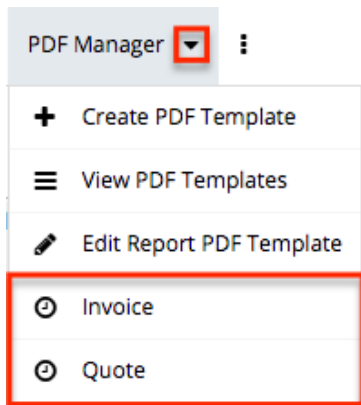 PDF Manager
Create PDF Template
View PDF Templates
Edit Report PDF Template
Invoice
Quote